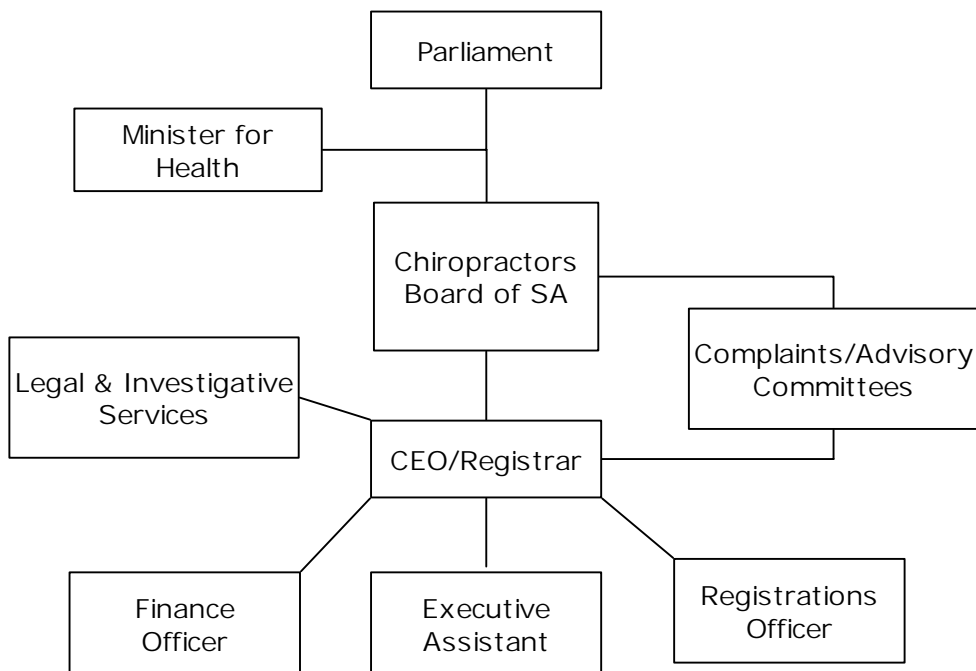 Parliament
Minister for
Health
Chiropractors
Board of SA
Complaints/Advisory
Committees
Legal & Investigative
Services
CEO/Registrar
Finance
Officer
Executive
Assistant
Registrations
Officer